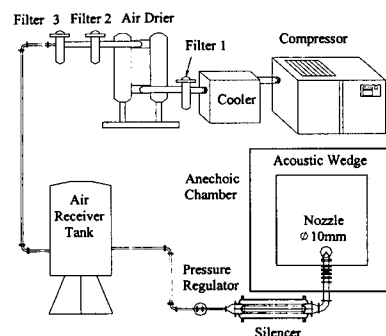 Filter 3 Filter 2 Air Drier
Filter 1
Compressor
Cooler
Acoustic Wedge
Anechoic
Chamber
Nozzle
φ 10mm
Air
Receiver
Tank
Pressure
Regulator
Silencer